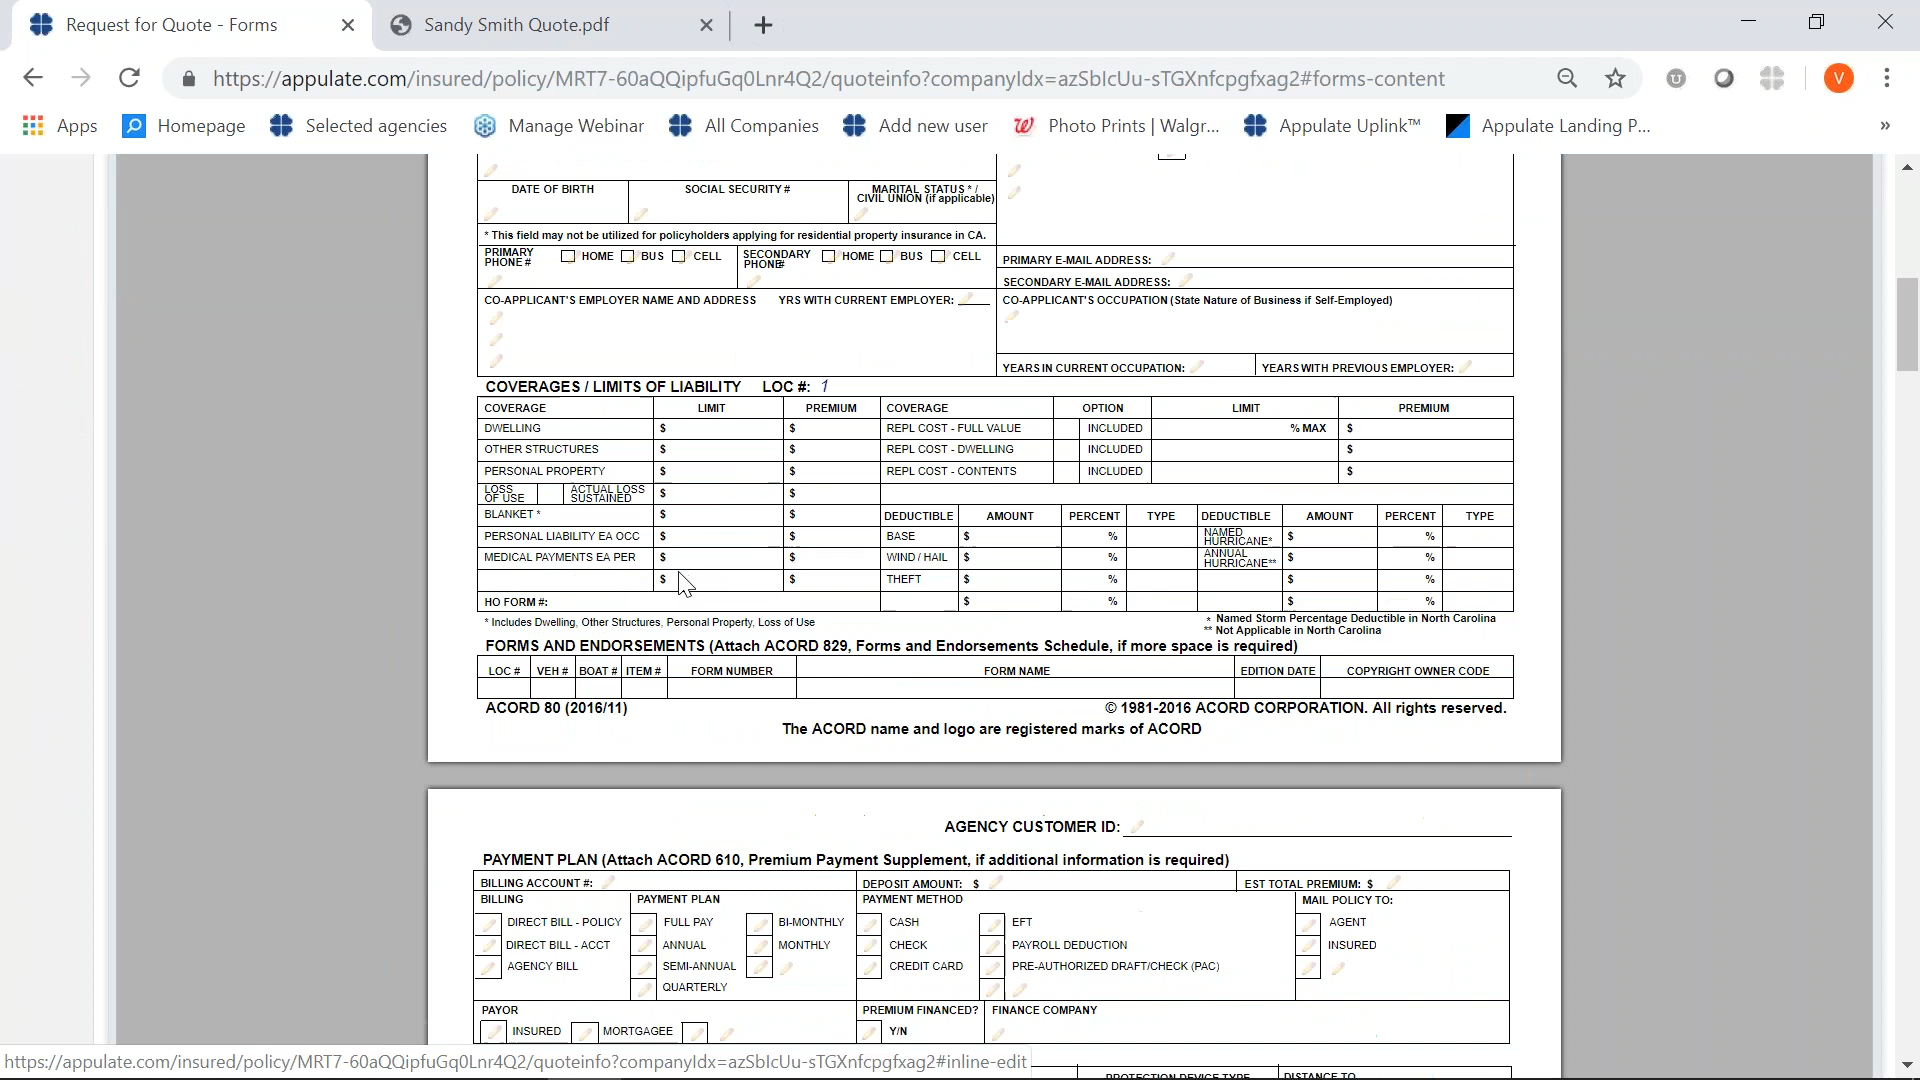 Request for Quote - Forms
Sandy Smith Quote.pdf
https://appulate.com/insured/policy/MRT7-60aQQipfuGq0Lnr4Q2/quoteinfo?companyIdx=azSbIcUu-sTGXnfcpgfxag2#forms-content
V
Apps
Homepage
Selected agencies
Manage Webinar
All Companies
Add new user
Photo Prints | Walgr...
Appulate Uplink™
Appulate Landing P...
»
DATE OF BIRTH SOCIAL SECURITY # MARITAL STATUS * /
CIVIL UNION (if applicable)
* This field may not be utilized for policyholders applying for residential property insurance in CA.
PRIMARY PHONE # HOME BUS CELL SECONDARY PHONE# HOME BUS CELL PRIMARY E-MAIL ADDRESS:
SECONDARY E-MAIL ADDRESS:
CO-APPLICANT'S EMPLOYER NAME AND ADDRESS YRS WITH CURRENT EMPLOYER: CO-APPLICANT'S OCCUPATION (State Nature of Business if Self-Employed)
YEARS IN CURRENT OCCUPATION: YEARS WITH PREVIOUS EMPLOYER:
COVERAGES / LIMITS OF LIABILITY LOC #: 1
COVERAGE LIMIT PREMIUM COVERAGE OPTION LIMIT PREMIUM
DWELLING $ $ REPL COST - FULL VALUE INCLUDED % MAX $
OTHER STRUCTURES $ $ REPL COST - DWELLING INCLUDED $
PERSONAL PROPERTY $ $ REPL COST - CONTENTS INCLUDED $
LOSS OF USE ACTUAL LOSS SUSTAINED $ $
BLANKET * $ $ DEDUCTIBLE AMOUNT PERCENT TYPE DEDUCTIBLE AMOUNT PERCENT TYPE
PERSONAL LIABILITY EA OCC $ $ BASE $ % NAMED HURRICANE* $ %
MEDICAL PAYMENTS EA PER $ $ WIND / HAIL $ % ANNUAL HURRICANE** $ %
$ $ THEFT $ % $ %
HO FORM #: $ % $ %
* Includes Dwelling, Other Structures, Personal Property, Loss of Use
* Named Storm Percentage Deductible in North Carolina
** Not Applicable in North Carolina
FORMS AND ENDORSEMENTS (Attach ACORD 829, Forms and Endorsements Schedule, if more space is required)
LOC # VEH # BOAT # ITEM # FORM NUMBER FORM NAME EDITION DATE COPYRIGHT OWNER CODE
ACORD 80 (2016/11) © 1981-2016 ACORD CORPORATION. All rights reserved.
The ACORD name and logo are registered marks of ACORD
AGENCY CUSTOMER ID:
PAYMENT PLAN (Attach ACORD 610, Premium Payment Supplement, if additional information is required)
BILLING ACCOUNT #: DEPOSIT AMOUNT: $ EST TOTAL PREMIUM: $
BILLING PAYMENT PLAN PAYMENT METHOD MAIL POLICY TO:
DIRECT BILL - POLICY FULL PAY BI-MONTHLY CASH EFT AGENT
DIRECT BILL - ACCT ANNUAL MONTHLY CHECK PAYROLL DEDUCTION INSURED
AGENCY BILL SEMI-ANNUAL CREDIT CARD PRE-AUTHORIZED DRAFT/CHECK (PAC)
QUARTERLY
PAYOR PREMIUM FINANCED? FINANCE COMPANY
INSURED MORTGAGEE Y/N
https://appulate.com/insured/policy/MRT7-60aQQipfuGq0Lnr4Q2/quoteinfo?companyIdx=azSbIcUu-sTGXnfcpgfxag2#inline-edit
PROTECTION DEVICE TYPE DISTANCE TO